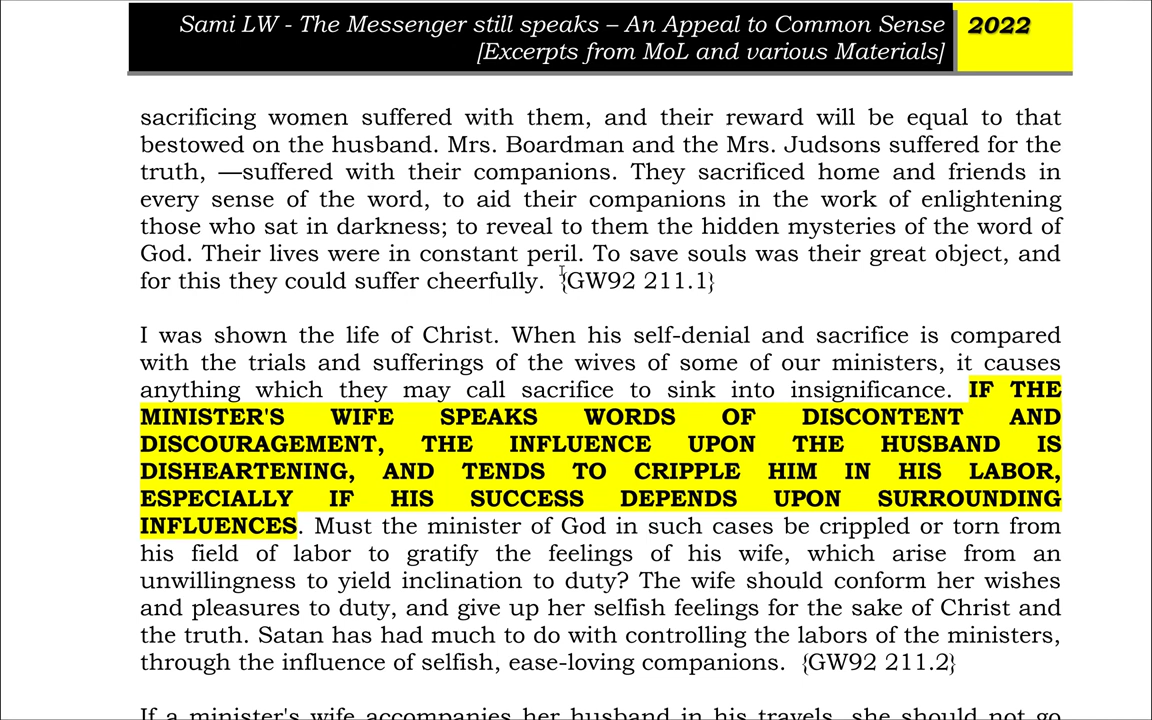 Sami LW - The Messenger still speaks – An Appeal to Common Sense
[Excerpts from MoL and various Materials]
2022
sacrificing women suffered with them, and their reward will be equal to that
bestowed on the husband. Mrs. Boardman and the Mrs. Judsons suffered for the
truth, —suffered with their companions. They sacrificed home and friends in
every sense of the word, to aid their companions in the work of enlightening
those who sat in darkness; to reveal to them the hidden mysteries of the word of
God. Their lives were in constant peril. To save souls was their great object, and
for this they could suffer cheerfully. {GW92 211.1}
I was shown the life of Christ. When his self-denial and sacrifice is compared
with the trials and sufferings of the wives of some of our ministers, it causes
anything which they may call sacrifice to sink into insignificance. IF THE
MINISTER'S WIFE SPEAKS WORDS OF DISCONTENT AND
DISCOURAGEMENT, THE INFLUENCE UPON THE HUSBAND IS
DISHEARTENING, AND TENDS TO CRIPPLE HIM IN HIS LABOR,
ESPECIALLY IF HIS SUCCESS DEPENDS UPON SURROUNDING
INFLUENCES. Must the minister of God in such cases be crippled or torn from
his field of labor to gratify the feelings of his wife, which arise from an
unwillingness to yield inclination to duty? The wife should conform her wishes
and pleasures to duty, and give up her selfish feelings for the sake of Christ and
the truth. Satan has had much to do with controlling the labors of the ministers,
through the influence of selfish, ease-loving companions. {GW92 211.2}
If a minister's wife accompanies her husband in his travels, she should not go